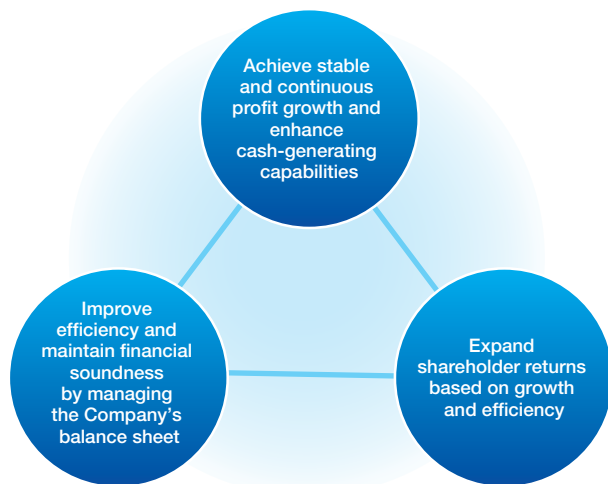 Achieve stable
and continuous
profit growth and
enhance
cash-generating
capabilities
Improve
efficiency and
maintain financial
soundness
by managing
the Company’s
balance sheet
Expand
shareholder returns
based on growth
and efficiency